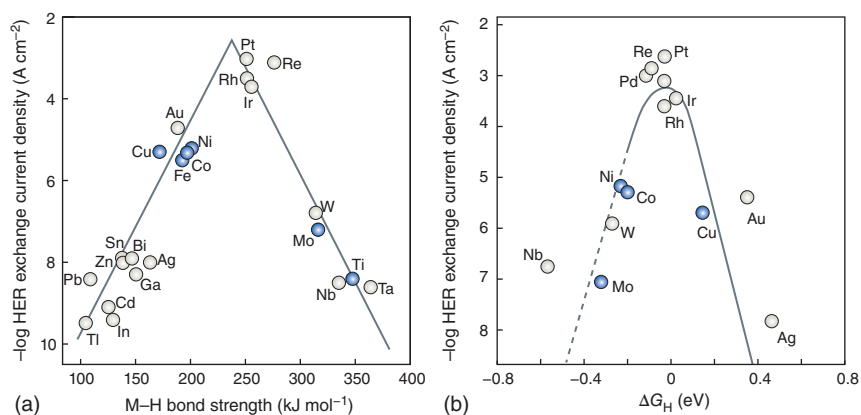 −log HER exchange current density (A cm−2)
2
4
6
8
10
Pt
Re
Rh
Ir
Au
Cu
Ni
Co
Fe
W
Mo
Sn
Bi
Ag
Zn
Pb
Ga
Ti
Nb
Ta
Cd
Tl
In
100 150 200 250 300 350 400
M–H bond strength (kJ mol−1)
(a)
−log HER exchange current density (A cm−2)
2
3
4
5
6
7
8
Re
Pt
Pd
Ir
Rh
Ni
Co
Au
W
Cu
Nb
Mo
Ag
−0.8 −0.4 0 0.4 0.8
ΔGH (eV)
(b)